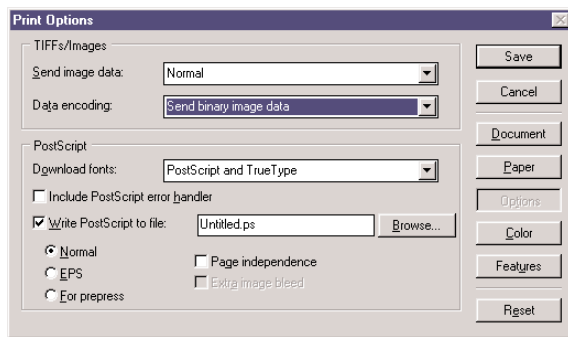 Print Options
TIFFs/Images
Send image data: Normal
Data encoding: Send binary image data
PostScript
Download fonts: PostScript and TrueType
Include PostScript error handler
Write PostScript to file: Untitled.ps Browse...
Normal
EPS
For prepress
Page independence
Extra image bleed
Save
Cancel
Document
Paper
Options
Color
Features
Reset